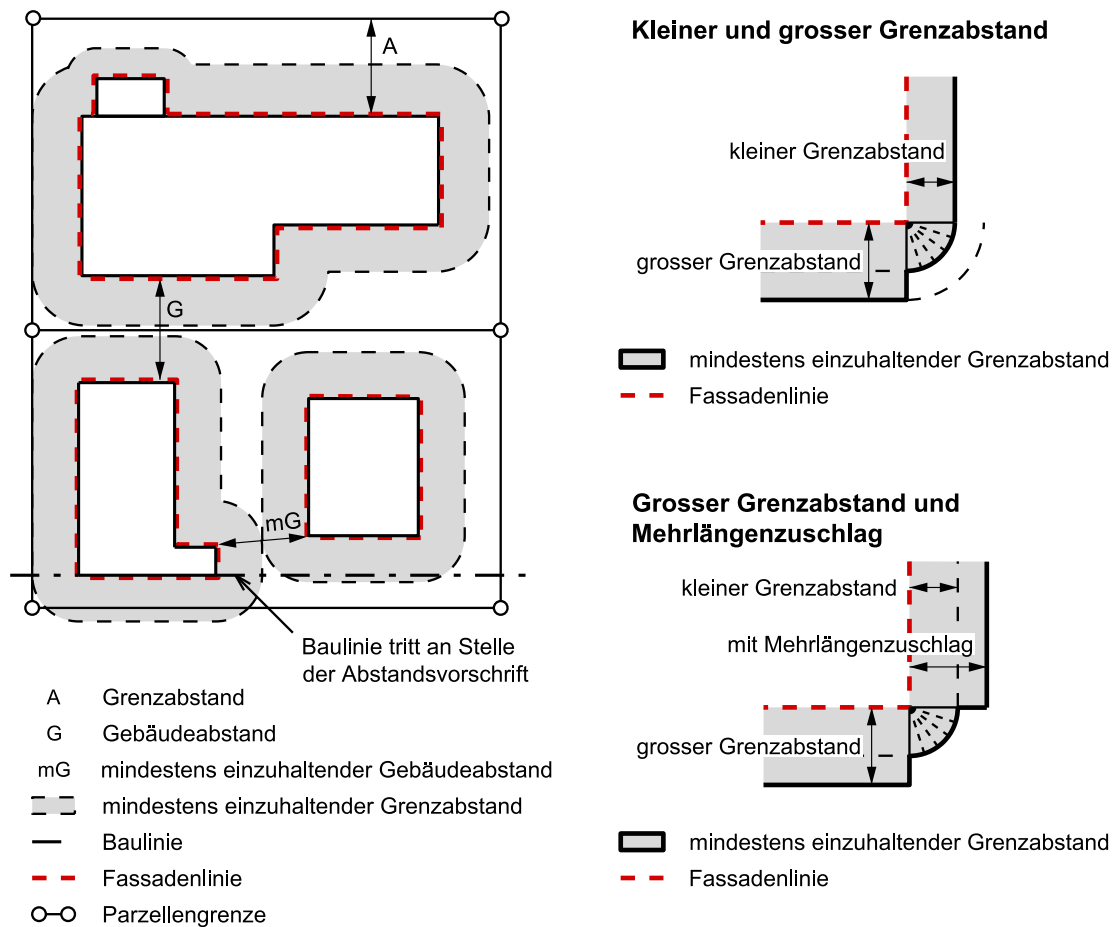 A
G
mG
Baulinie tritt an Stelle
der Abstandsvorschrift
A Grenzabstand
G Gebäudeabstand
mG mindestens einzuhaltender Gebäudeabstand
mindestens einzuhaltender Grenzabstand
Baulinie
Fassadenlinie
Parzellengrenze
Kleiner und grosser Grenzabstand
kleiner Grenzabstand
grosser Grenzabstand
mindestens einzuhaltender Grenzabstand
Fassadenlinie
Grosser Grenzabstand und
Mehrlängenzuschlag
kleiner Grenzabstand
mit Mehrlängenzuschlag
grosser Grenzabstand
mindestens einzuhaltender Grenzabstand
Fassadenlinie